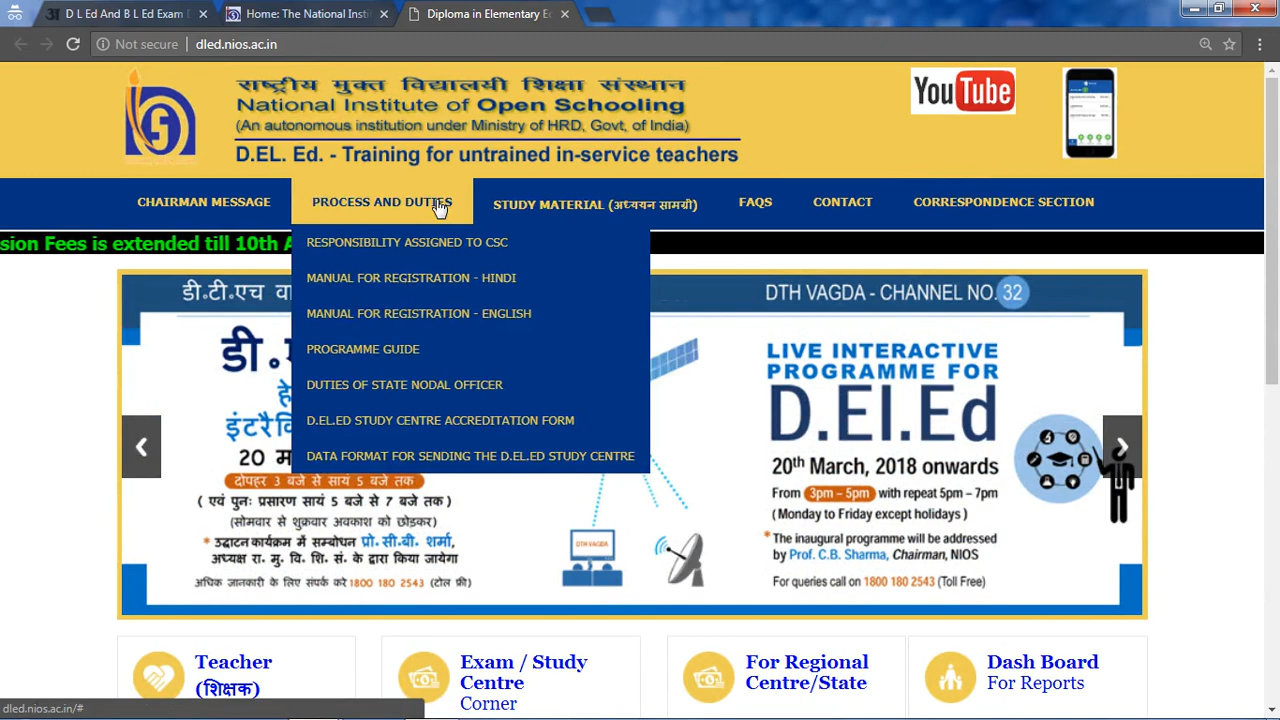 D L Ed And B L Ed Exam D
Home: The National Insti
Diploma in Elementary Ec
Not secure
dled.nios.ac.in
राष्ट्रीय मुक्त विद्यालयी शिक्षा संस्थान
National Institute of Open Schooling
(An autonomous institution under Ministry of HRD, Govt, of India)
D.EL. Ed. - Training for untrained in-service teachers
YouTube
CHAIRMAN MESSAGE
PROCESS AND DUTIES
STUDY MATERIAL (अध्ययन सामग्री)
FAQS
CONTACT
CORRESPONDENCE SECTION
sion Fees is extended till 10th A
RESPONSIBILITY ASSIGNED TO CSC
MANUAL FOR REGISTRATION - HINDI
MANUAL FOR REGISTRATION - ENGLISH
PROGRAMME GUIDE
DUTIES OF STATE NODAL OFFICER
D.EL.ED STUDY CENTRE ACCREDITATION FORM
DATA FORMAT FOR SENDING THE D.EL.ED STUDY CENTRE
डी.टी.एच वा
डी.
20 म
दोपहर 3 बजे से सायं 5 बजे तक
( एवं पुनः प्रसारण सायं 5 बजे से 7 बजे तक)
(सोमवार से शुक्रवार अवकाश को छोड़कर)
* उद्घाटन कार्यक्रम में सम्बोधन प्रो.सी.बी. शर्मा,
अध्यक्ष रा. मु. वि. शि. सं. के द्वारा किया जायेगा
अधिक जानकारी के लिए संपर्क करे 1800 180 2543 (टोल फ्री)
DTH VAGDA
DTH VAGDA - CHANNEL NO. 32
LIVE INTERACTIVE
PROGRAMME FOR
D.El.Ed
20th March, 2018 onwards
From 3pm – 5pm with repeat 5pm – 7pm
( Monday to Friday except holidays )
* The inaugural programme will be addressed
by Prof. C.B. Sharma, Chairman, NIOS
For queries call on 1800 180 2543 (Toll Free)
Teacher
(शिक्षक)
Exam / Study
Centre
Corner
For Regional
Centre/State
Dash Board
For Reports
dled.nios.ac.in/#